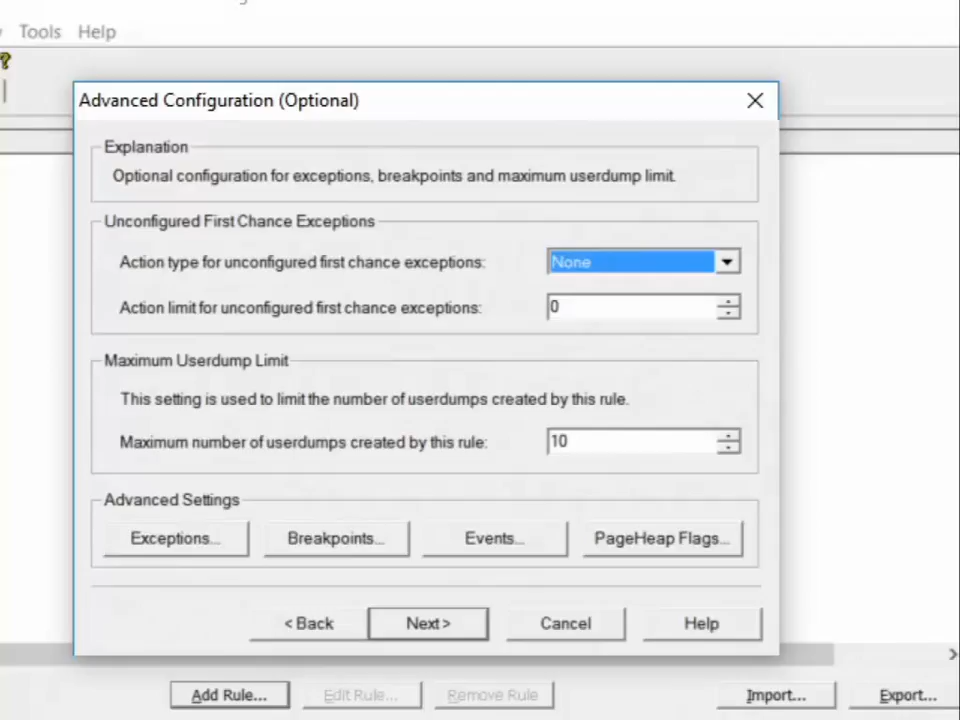 Tools Help
?
Advanced Configuration (Optional)
Explanation
Optional configuration for exceptions, breakpoints and maximum userdump limit.
Unconfigured First Chance Exceptions
Action type for unconfigured first chance exceptions: None
Action limit for unconfigured first chance exceptions: 0
Maximum Userdump Limit
This setting is used to limit the number of userdumps created by this rule.
Maximum number of userdumps created by this rule: 10
Advanced Settings
Exceptions... Breakpoints... Events... PageHeap Flags...
< Back Next > Cancel Help
Add Rule... Edit Rule... Remove Rule Import... Export...